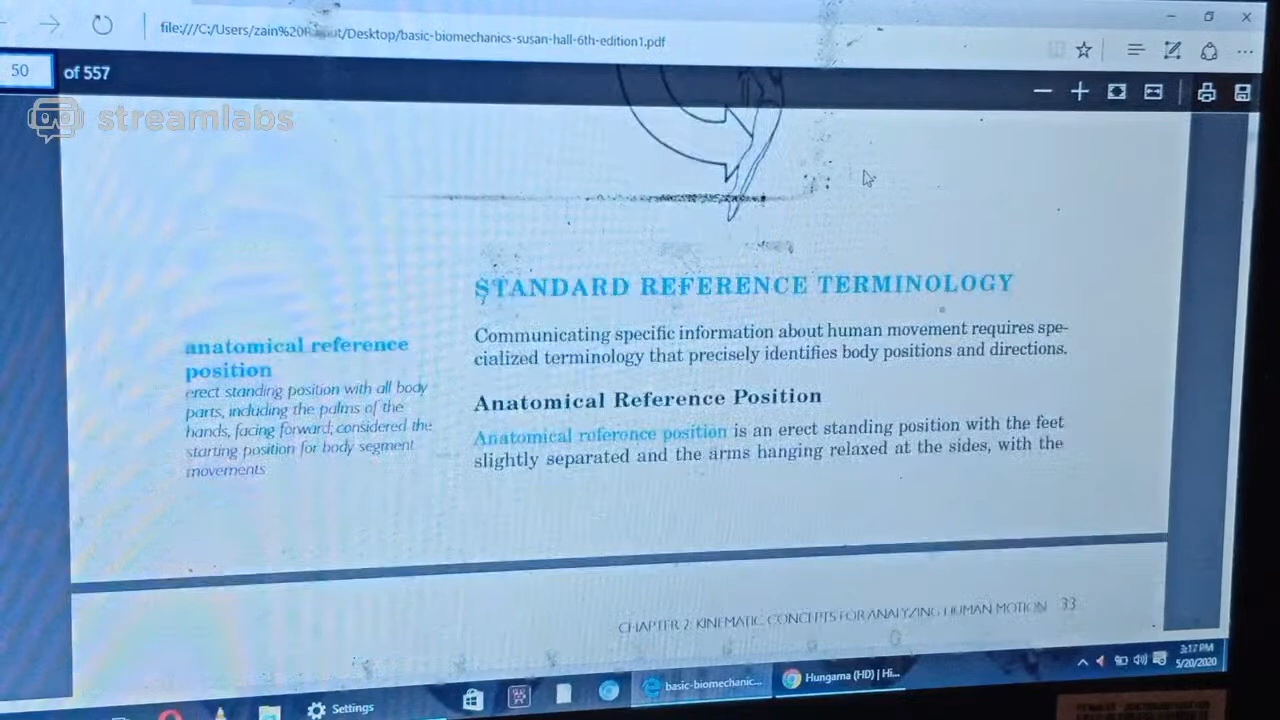 file:///C:/Users/zain%20 ut/Desktop/basic-biomechanics-susan-hall-6th-edition1.pdf
50 of 557
streamlabs
STANDARD REFERENCE TERMINOLOGY
Communicating specific information about human movement requires spe-
cialized terminology that precisely identifies body positions and directions.
anatomical reference
position
erect standing position with all body
parts, including the palms of the
hands, facing forward; considered the
starting position for body segment
movements
Anatomical Reference Position
Anatomical reference position is an erect standing position with the feet
slightly separated and the arms hanging relaxed at the sides, with the
CHAPTER 2: KINEMATIC CONCEPTS FOR ANALYZING HUMAN MOTION 33
Settings
basic-biomechanic...
Hungama (HD) | Hi...
3:17 PM
5/20/2020